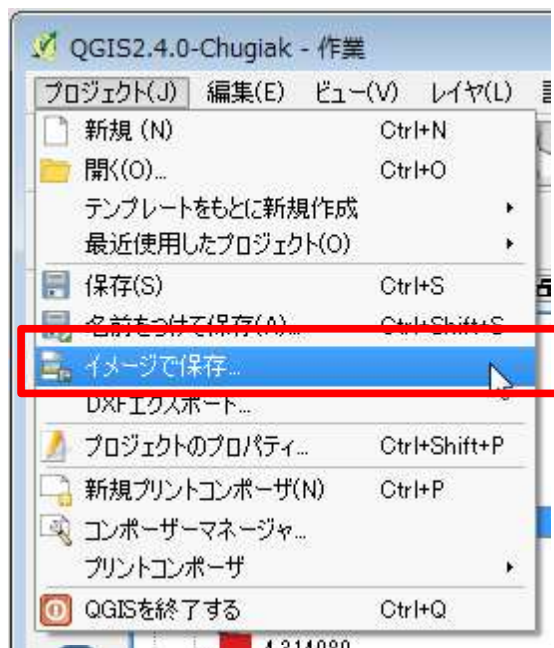 QGIS2.4.0-Chugiak - 作業
プロジェクト(J) 編集(E) ビュー(V) レイヤ(L)
新規 (N) Ctrl+N
開く(O)... Ctrl+O
テンプレートをもとに新規作成
最近使用したプロジェクト(O)
保存(S) Ctrl+S
名前をつけて保存(A)... Ctrl+Shift+S
イメージで保存...
DXFエクスポート...
プロジェクトのプロパティ... Ctrl+Shift+P
新規プリントコンポーザ(N) Ctrl+P
コンポーザーマネージャ...
プリントコンポーザ
QGISを終了する Ctrl+Q